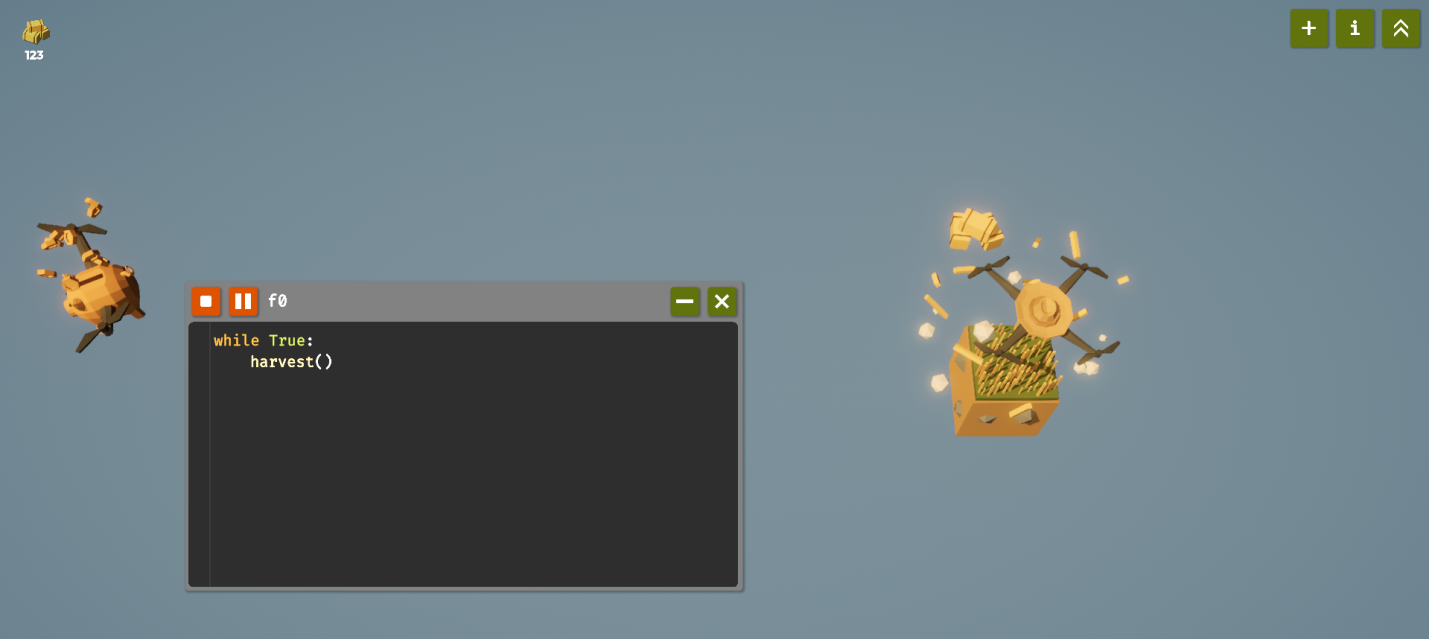 123
+
i
f0
while True:
    harvest()